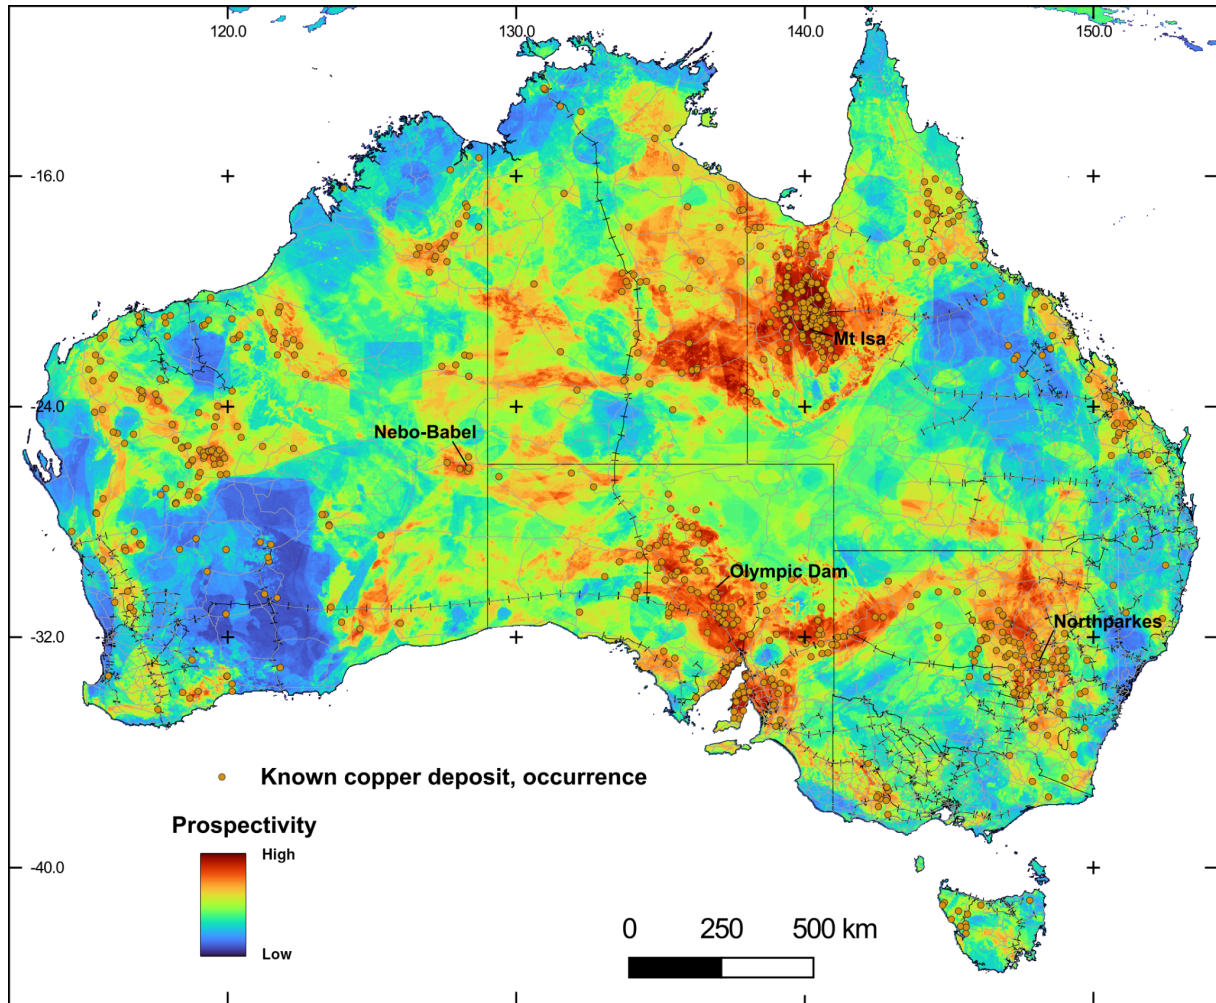 120.0
130.0
140.0
150.0
-16.0
Mt Isa
-24.0
Nebo-Babel
Olympic Dam
Northparkes
-32.0
Known copper deposit, occurrence
Prospectivity
High
Low
-40.0
0 250 500 km